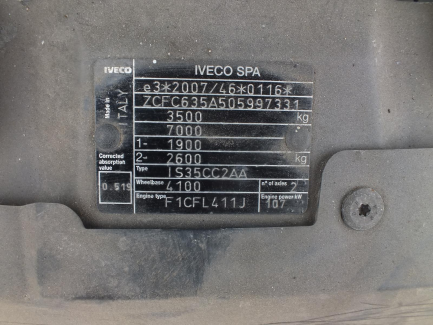 IVECO IVECO SPA
e3*2007/46*0116*
ZCFC635A505997331
Made in ITALY
3500 kg
7000
1- 1900
2- 2600 kg
Corrected absorption value
0.519
Type IS35CC2AA
Wheelbase 4100 n° of axles 2
Engine type F1CFL411J Engine power kW 107